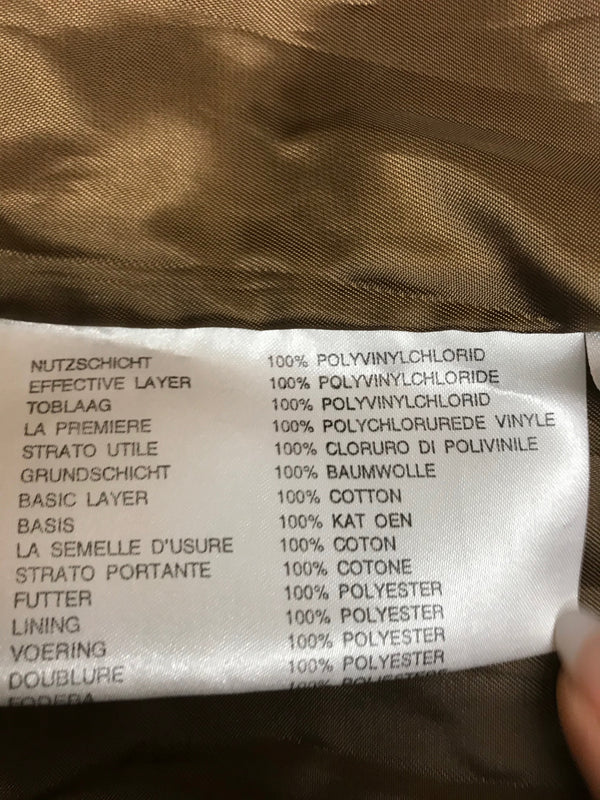 NUTZSCHICHT 100% POLYVINYLCHLORID
EFFECTIVE LAYER 100% POLYVINYLCHLORIDE
TOBLAAG 100% POLYVINYLCHLORID
LA PREMIERE 100% POLYCHLORUREDE VINYLE
STRATO UTILE 100% CLORURO DI POLIVINILE
GRUNDSCHICHT 100% BAUMWOLLE
BASIC LAYER 100% COTTON
BASIS 100% KAT OEN
LA SEMELLE D'USURE 100% COTON
STRATO PORTANTE 100% COTONE
FUTTER 100% POLYESTER
LINING 100% POLYESTER
VOERING 100% POLYESTER
DOUBLURE 100% POLYESTER
FODERA 100%